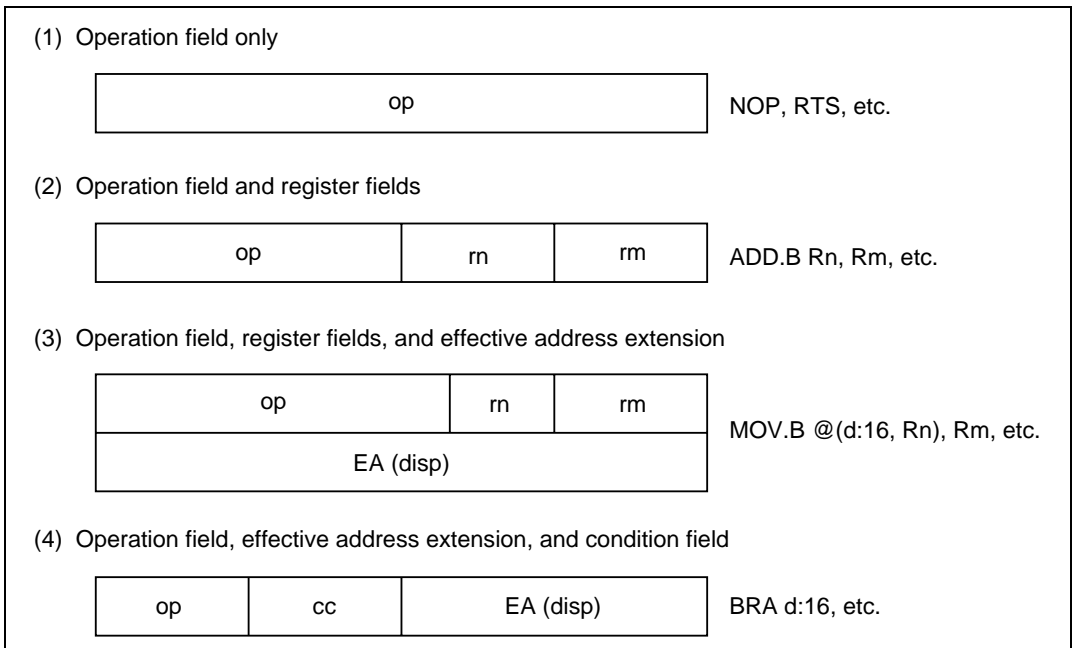 (1) Operation field only
op
NOP, RTS, etc.
(2) Operation field and register fields
op rn rm
ADD.B Rn, Rm, etc.
(3) Operation field, register fields, and effective address extension
op rn rm
MOV.B @(d:16, Rn), Rm, etc.
EA (disp)
(4) Operation field, effective address extension, and condition field
op cc EA (disp)
BRA d:16, etc.